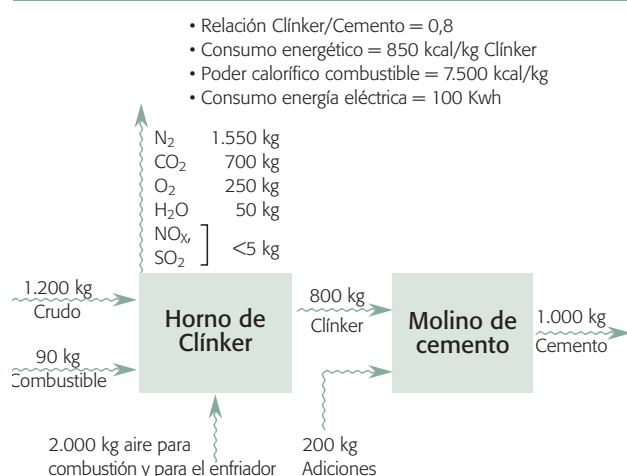 • Relación Clínker/Cemento = 0,8
• Consumo energético = 850 kcal/kg Clínker
• Poder calorífico combustible = 7.500 kcal/kg
• Consumo energía eléctrica = 100 Kwh
N₂ 1.550 kg
CO₂ 700 kg
O₂ 250 kg
H₂O 50 kg
NOₓ,
SO₂ <5 kg
1.200 kg
Crudo
90 kg
Combustible
Horno de
Clínker
800 kg
Clínker
Molino de
cemento
1.000 kg
Cemento
2.000 kg aire para
combustión y para el enfriador
200 kg
Adiciones